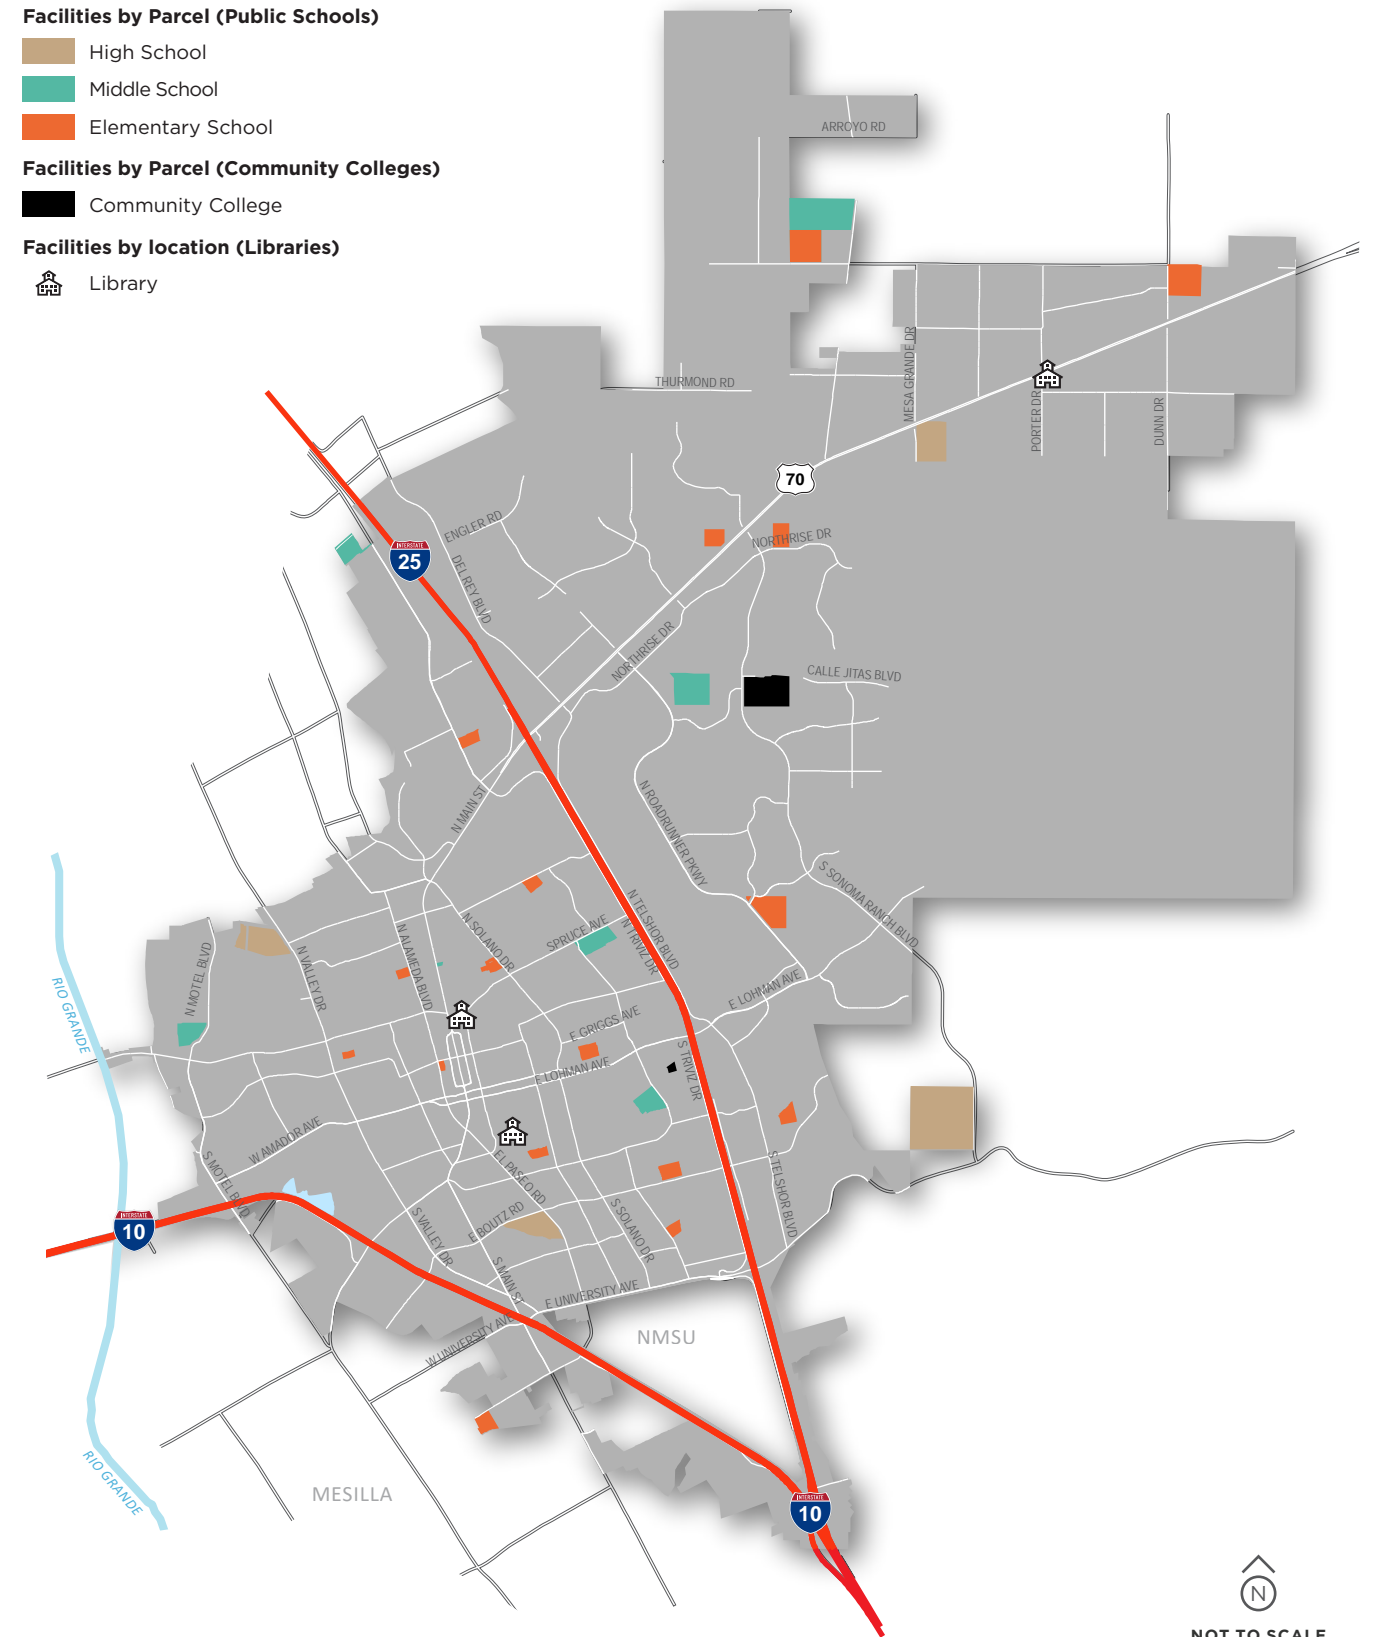 Facilities by Parcel (Public Schools)
High School
Middle School
Elementary School
Facilities by Parcel (Community Colleges)
Community College
Facilities by location (Libraries)
Library
ARROYO RD
THURMOND RD
MESA GRANDE DR
PORTER DR
DUNN DR
70
ENGLER RD
INTERSTATE
25
DEL REY BLVD
NORTHRISE DR
NORTHRISE DR
CALLE JITAS BLVD
N MAIN ST
N ROADRUNNER PKWY
S SONOMA RANCH BLVD
N TELSHOR BLVD
N TRIVIZ DR
SPRUCE AVE
N SOLANO DR
N ALAMEDA BLVD
N VALLEY DR
N MOTEL BLVD
RIO GRANDE
E LOHMAN AVE
E GRIGGS AVE
E LOHMAN AVE
S TRIVIZ DR
W AMADOR AVE
S MOTEL BLVD
EL PASEO RD
S TELSHOR BLVD
INTERSTATE
10
S VALLEY DR
E BOUTZ RD
S SOLANO DR
S MAIN ST
E UNIVERSITY AVE
W UNIVERSITY AVE
NMSU
RIO GRANDE
MESILLA
INTERSTATE
10
N
NOT TO SCALE